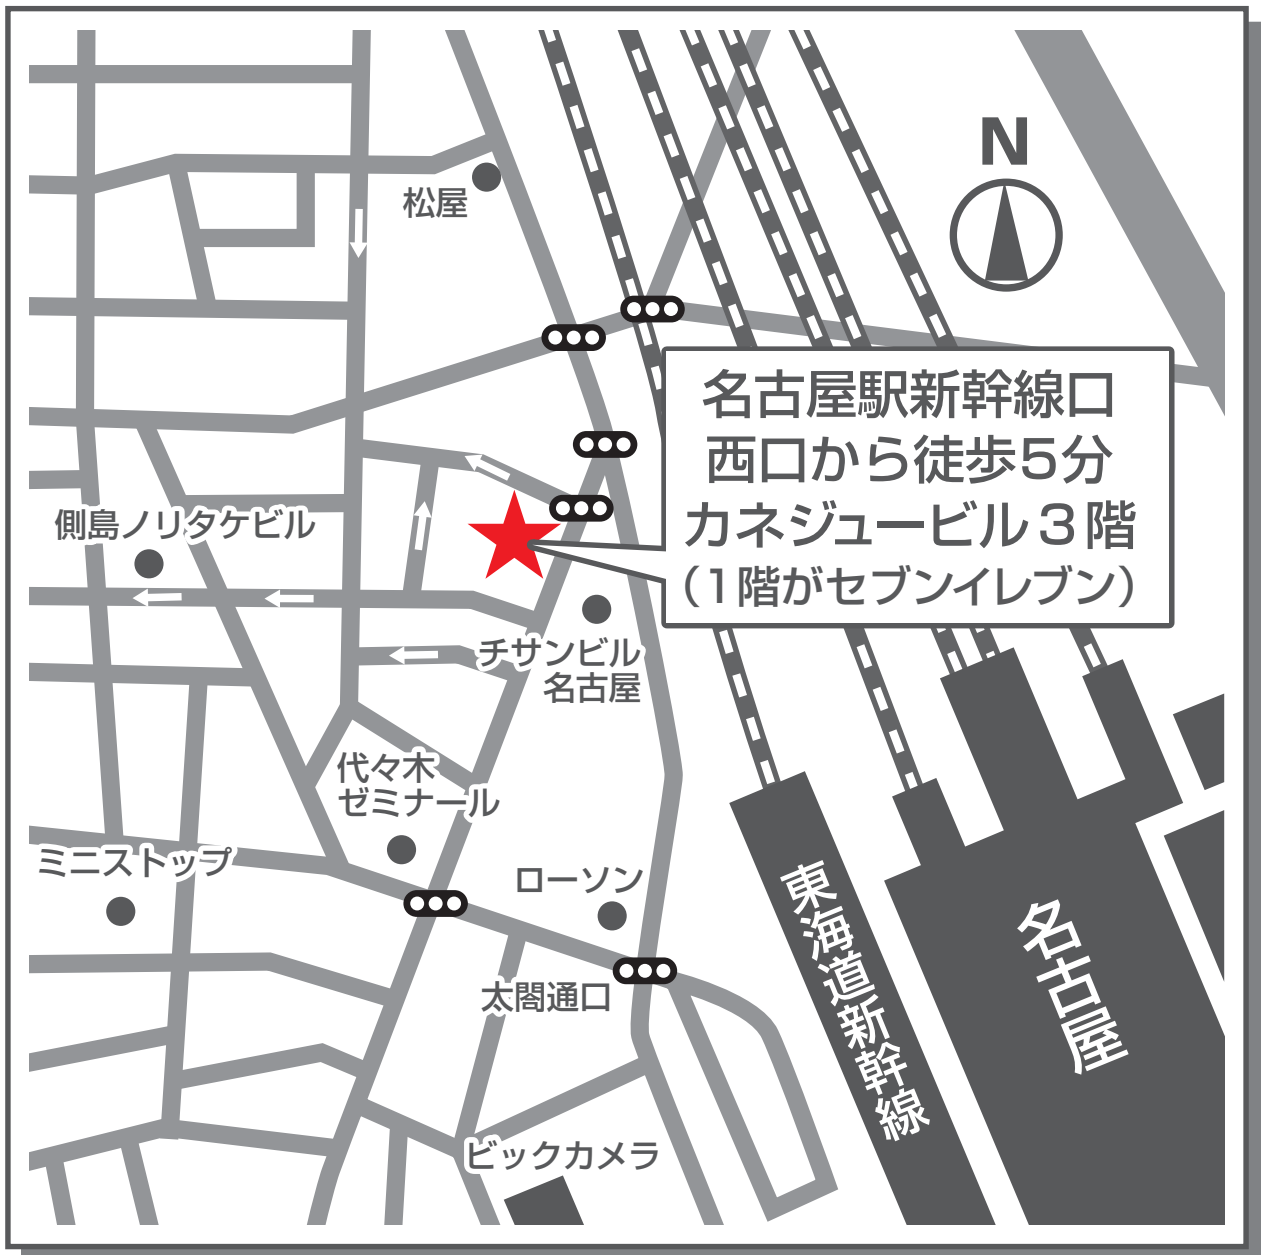 N
松屋
名古屋駅新幹線口
西口から徒歩5分
カネジュービル3階
(1階がセブンイレブン)
側島ノリタケビル
チサンビル
名古屋
代々木
ゼミナール
ミニストップ
ローソン
太閤通口
東海道新幹線
名古屋
ビックカメラ